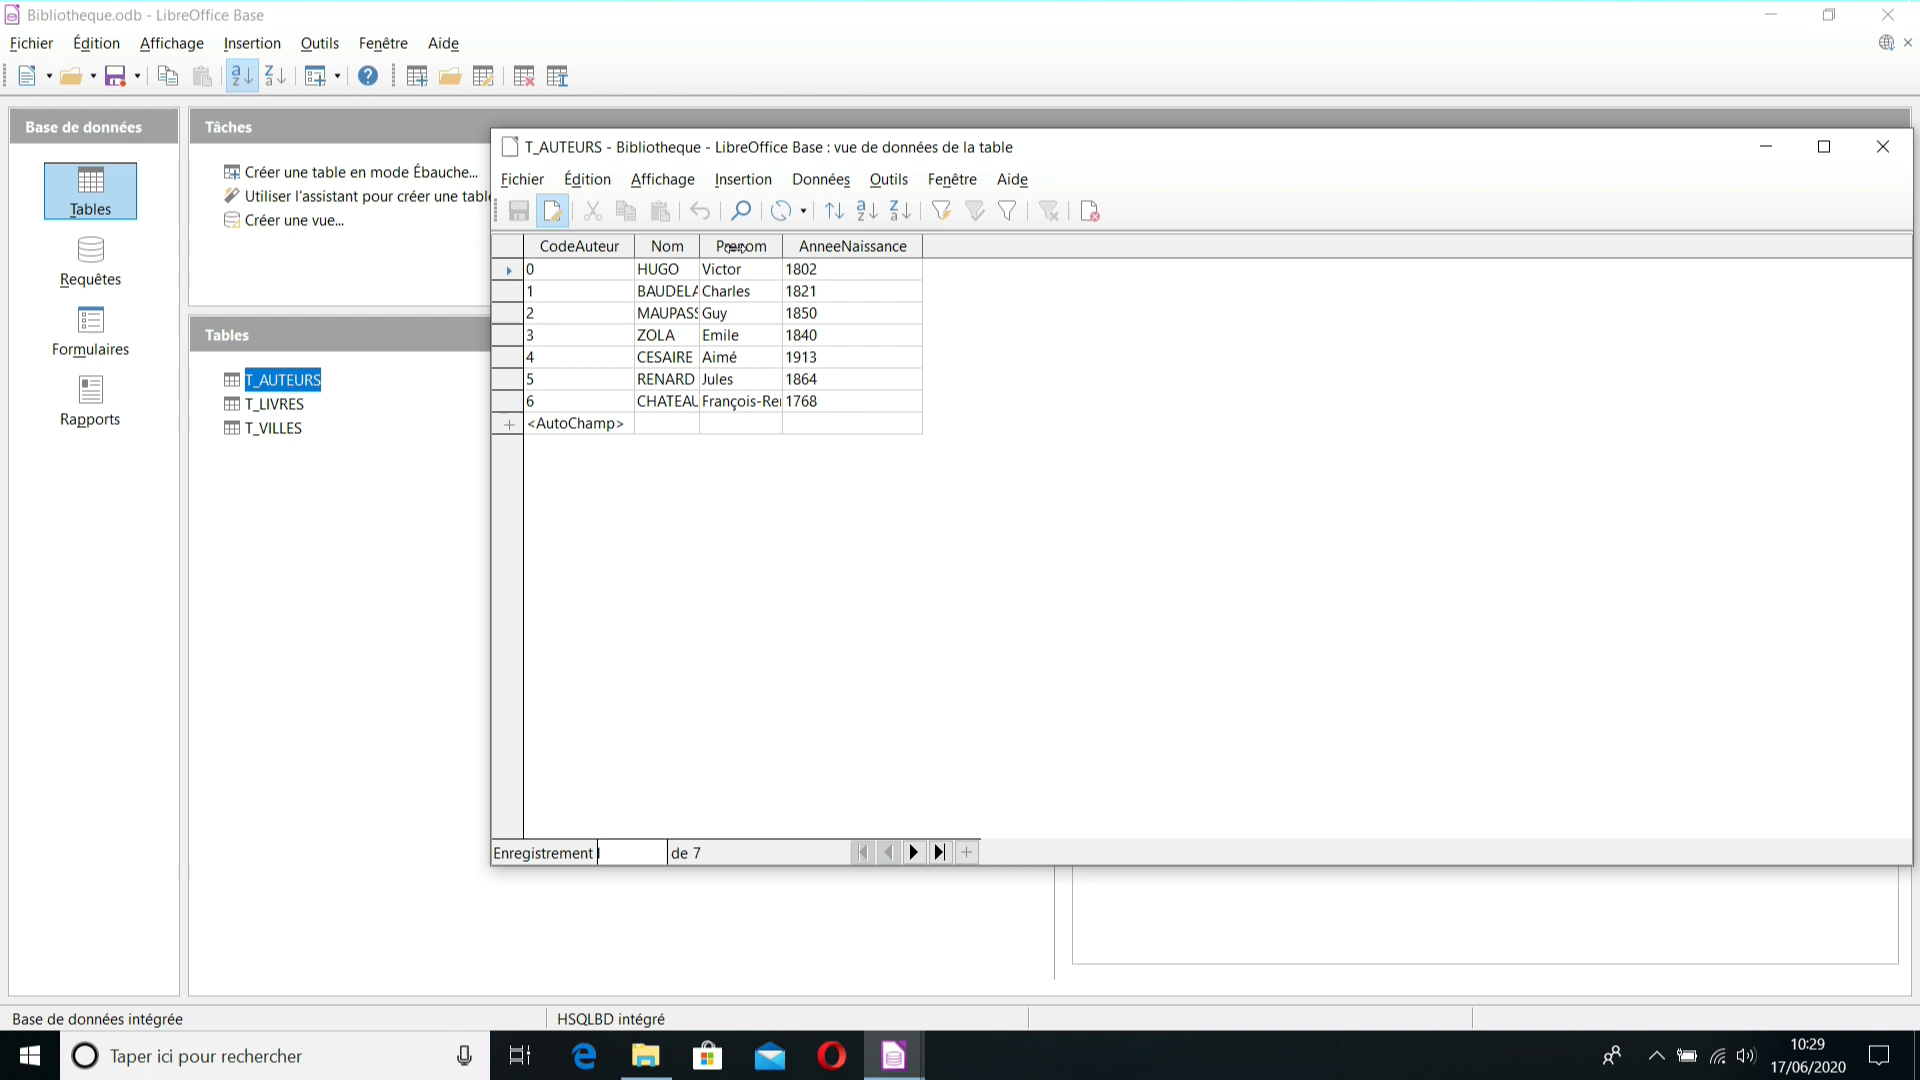 Bibliotheque.odb - LibreOffice Base
Fichier Édition Affichage Insertion Outils Fenêtre Aide
Base de données
Tables
Requêtes
Formulaires
Rapports
Tâches
Créer une table en mode Ébauche...
Utiliser l'assistant pour créer une table
Créer une vue...
Tables
T_AUTEURS
T_LIVRES
T_VILLES
T_AUTEURS - Bibliotheque - LibreOffice Base : vue de données de la table
Fichier Édition Affichage Insertion Données Outils Fenêtre Aide
CodeAuteur Nom Prenom AnneeNaissance
0 HUGO Victor 1802
1 BAUDELA Charles 1821
2 MAUPASS Guy 1850
3 ZOLA Emile 1840
4 CESAIRE Aimé 1913
5 RENARD Jules 1864
6 CHATEAU François-Rei 1768
<AutoChamp>
Enregistrement de 7
Base de données intégrée HSQLBD intégré
Taper ici pour rechercher
10:29
17/06/2020